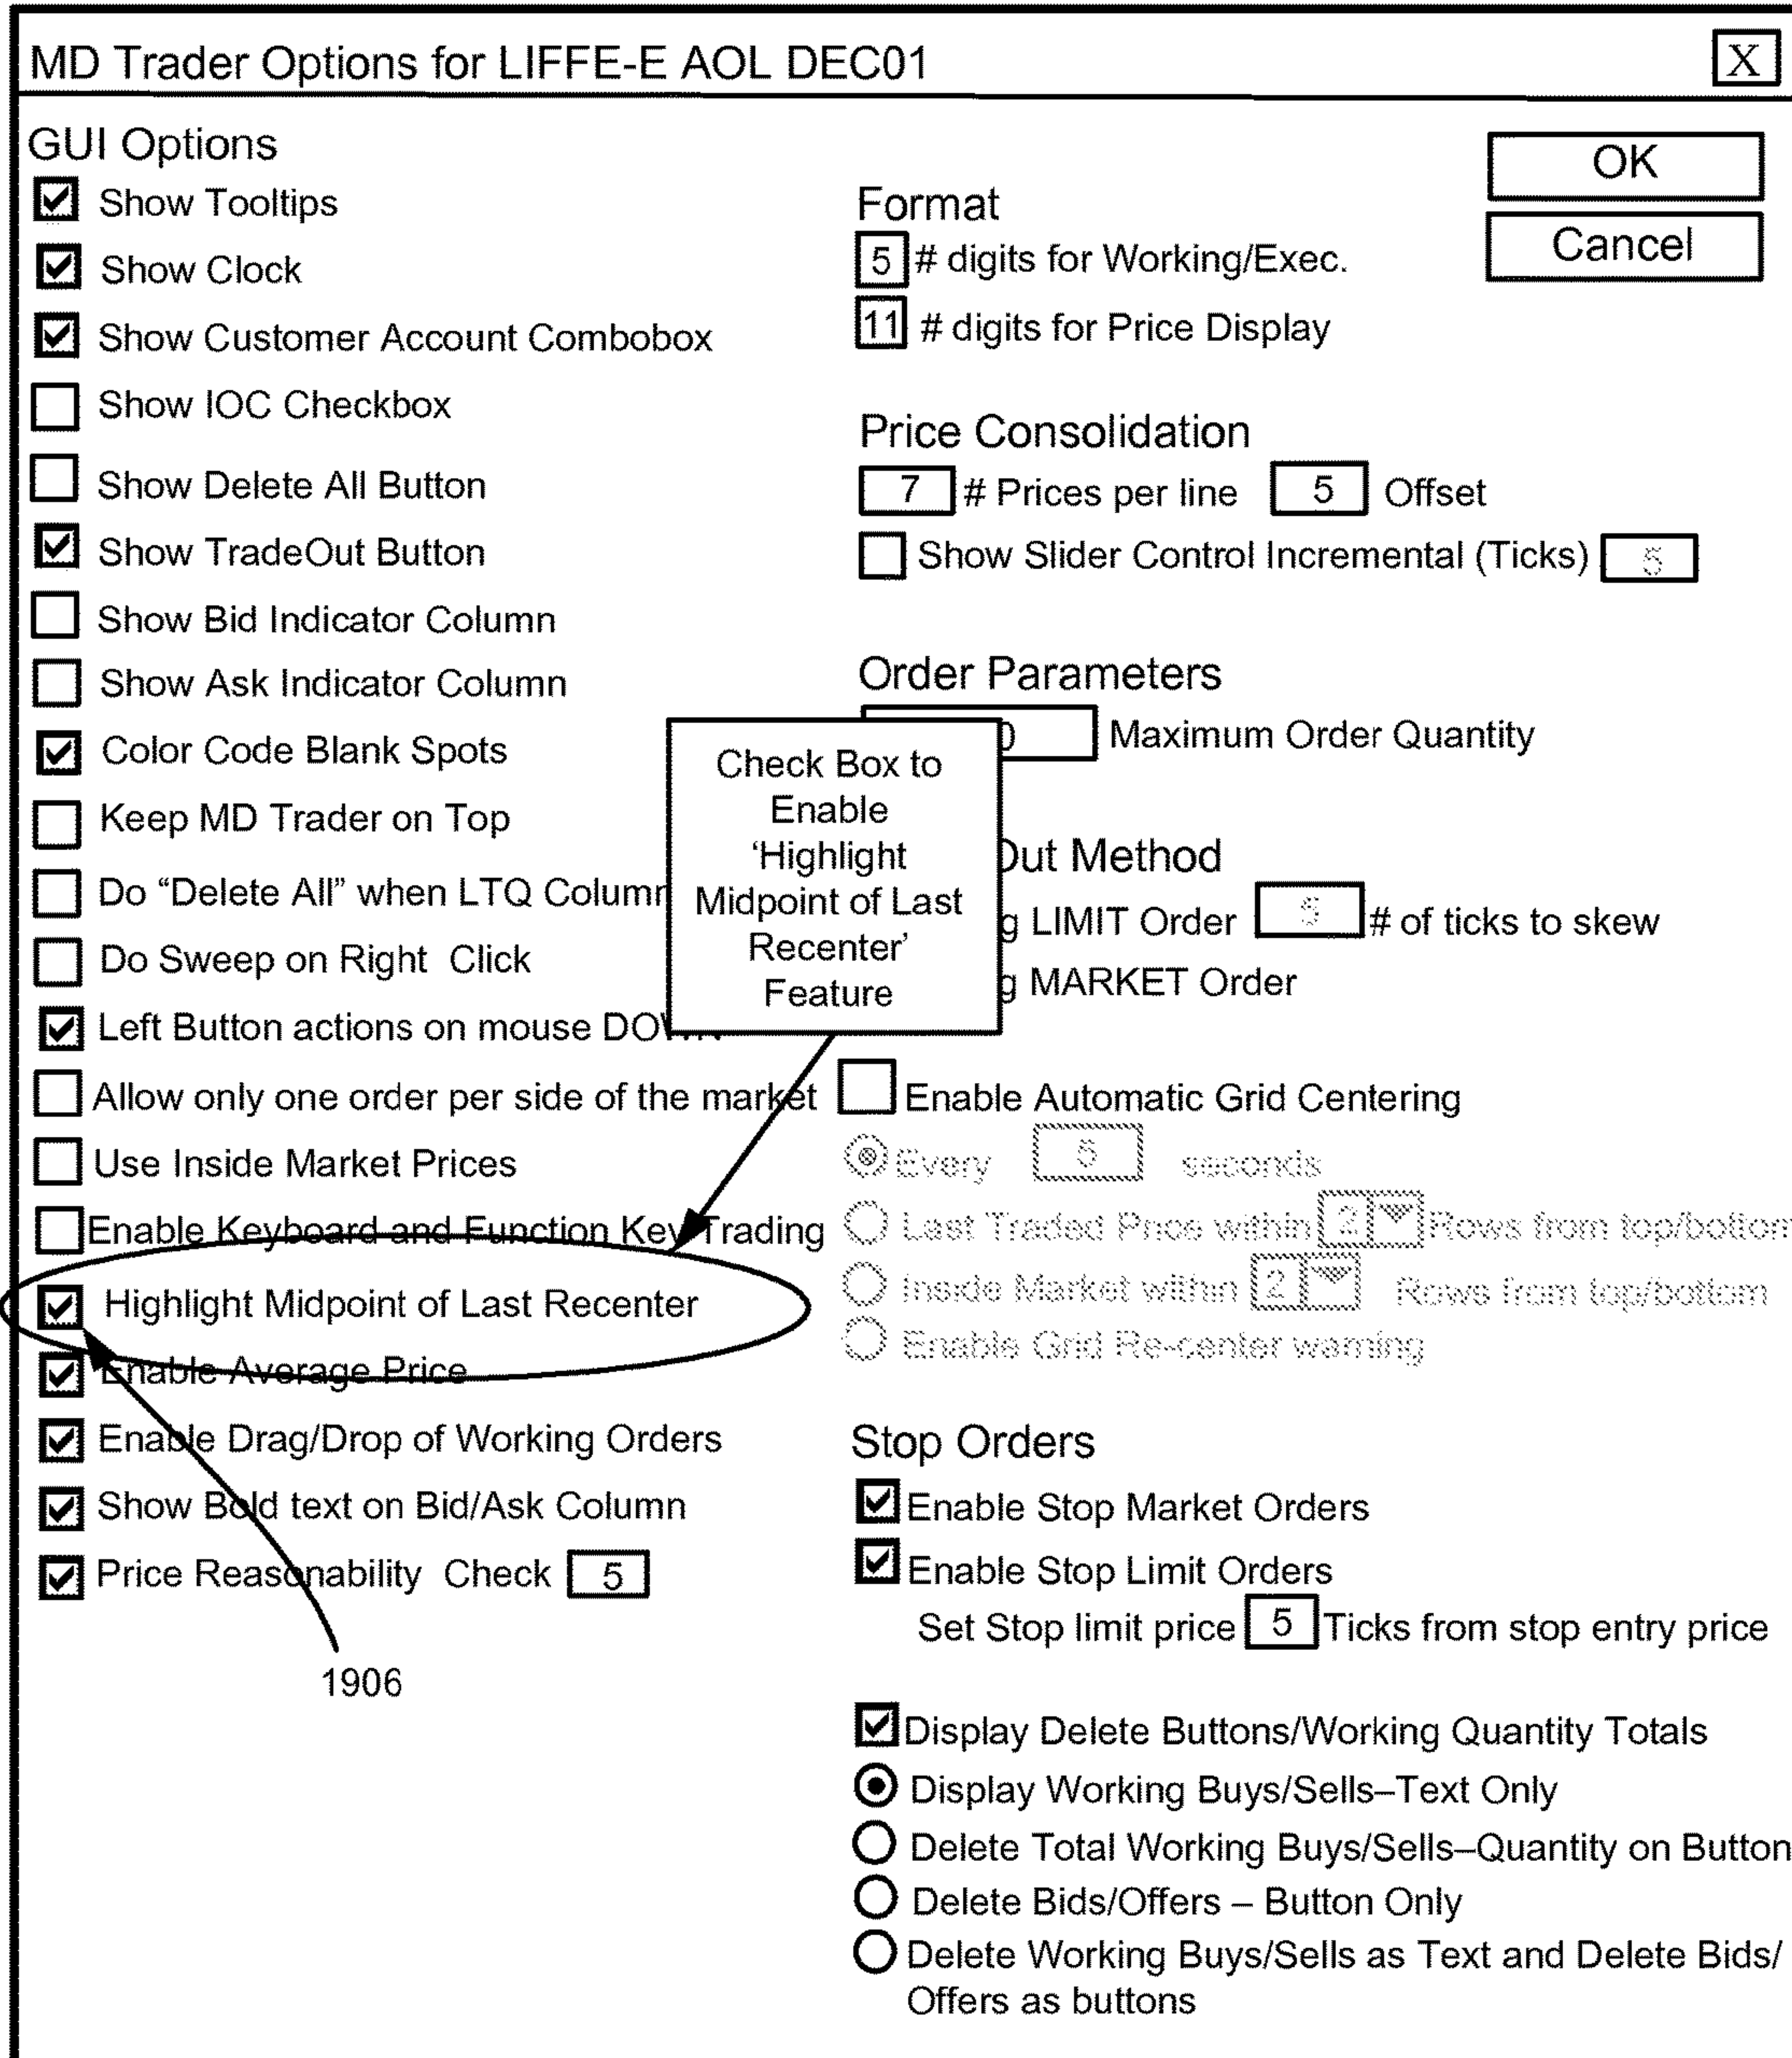 MD Trader Options for LIFFE-E AOL DEC01
X
GUI Options
Show Tooltips
Show Clock
Show Customer Account Combobox
Show IOC Checkbox
Show Delete All Button
Show TradeOut Button
Show Bid Indicator Column
Show Ask Indicator Column
Color Code Blank Spots
Keep MD Trader on Top
Do “Delete All” when LTQ Column
Do Sweep on Right Click
Left Button actions on mouse DOWN
Allow only one order per side of the market
Use Inside Market Prices
Enable Keyboard and Function Key Trading
Highlight Midpoint of Last Recenter
Enable Average Price
Enable Drag/Drop of Working Orders
Show Bold text on Bid/Ask Column
Price Reasonability Check 5
1906
Check Box to
Enable
‘Highlight
Midpoint of Last
Recenter’
Feature
OK
Cancel
Format
5 # digits for Working/Exec.
11 # digits for Price Display
Price Consolidation
7 # Prices per line 5 Offset
Show Slider Control Incremental (Ticks) 5
Order Parameters
Maximum Order Quantity
Out Method
g LIMIT Order 5 # of ticks to skew
g MARKET Order
Enable Automatic Grid Centering
Every 5 seconds
Last Traded Price within 2 Rows from top/bottom
Inside Market within 2 Rows from top/bottom
Enable Grid Re-center warning
Stop Orders
Enable Stop Market Orders
Enable Stop Limit Orders
Set Stop limit price 5 Ticks from stop entry price
Display Delete Buttons/Working Quantity Totals
Display Working Buys/Sells–Text Only
Delete Total Working Buys/Sells–Quantity on Button
Delete Bids/Offers – Button Only
Delete Working Buys/Sells as Text and Delete Bids/
Offers as buttons